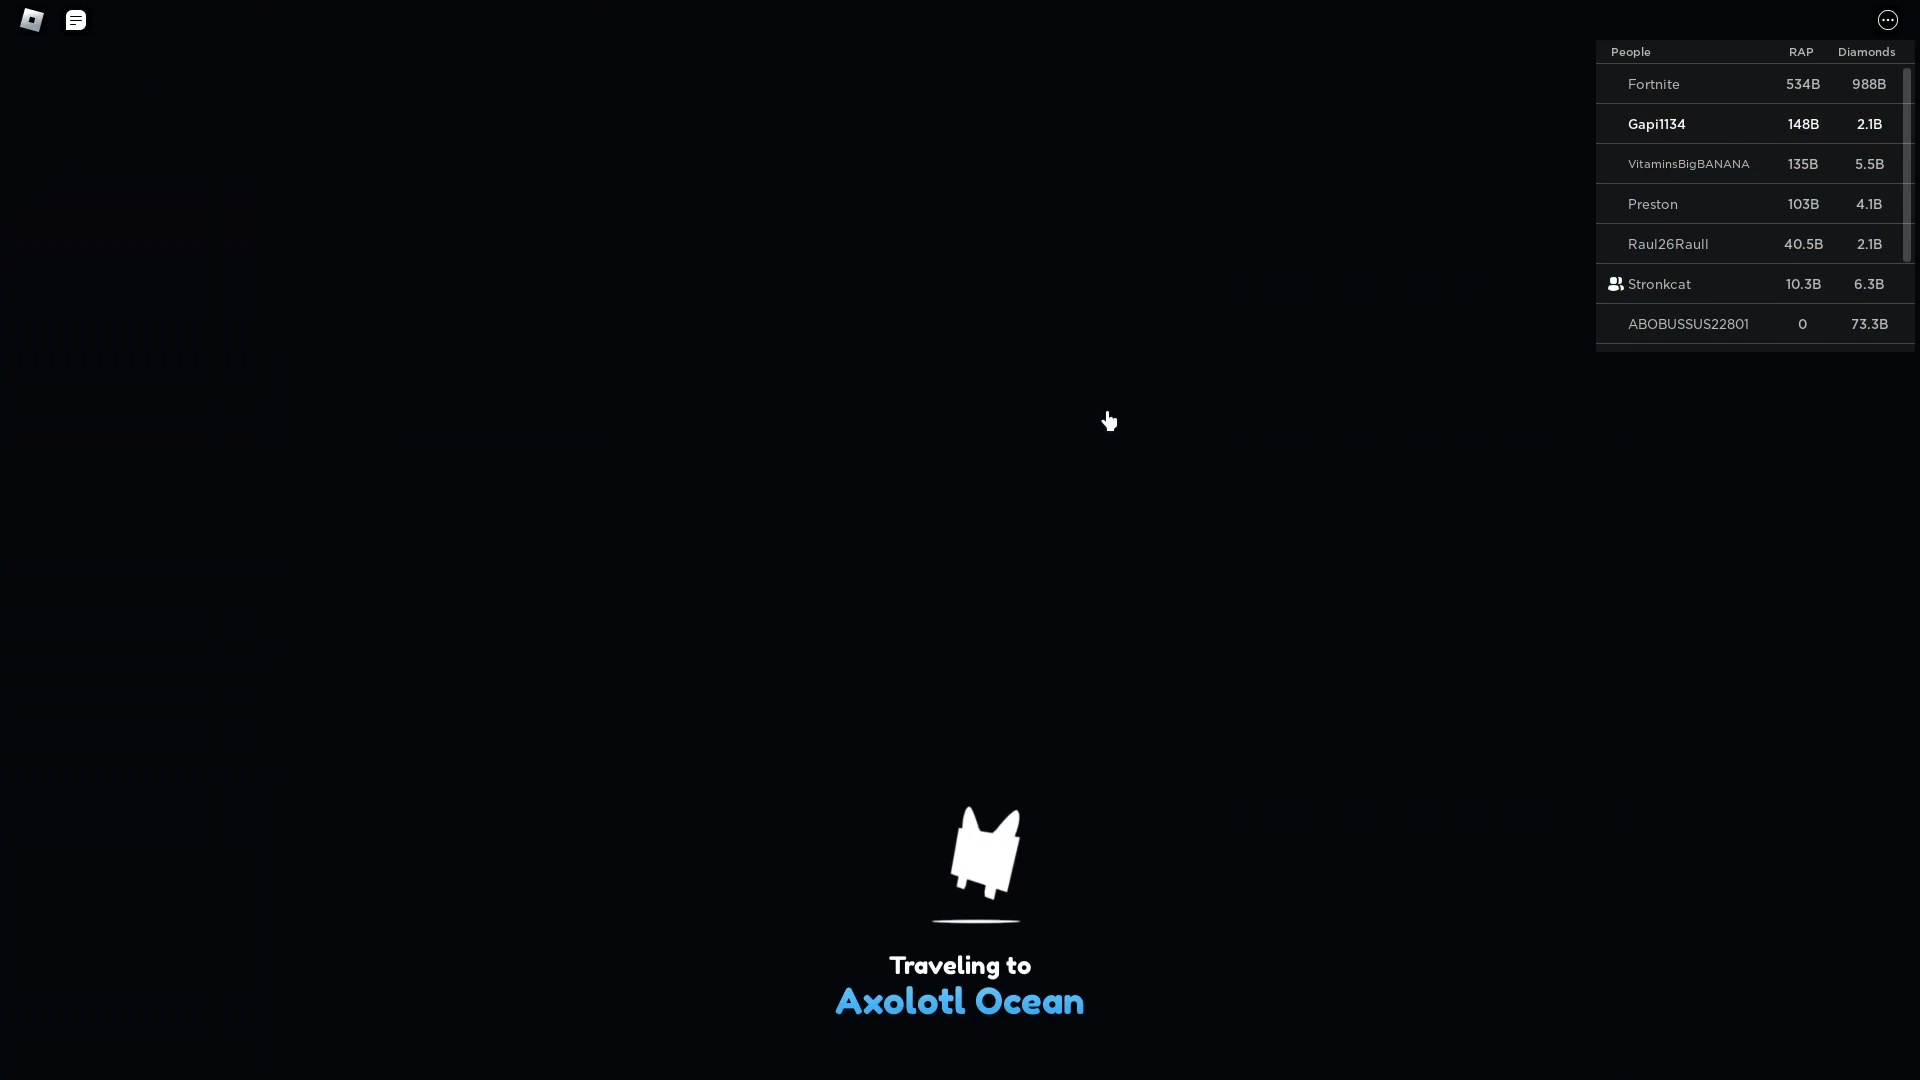 People RAP Diamonds
Fortnite 534B 988B
Gapi1134 148B 2.1B
VitaminsBigBANANA 135B 5.5B
Preston 103B 4.1B
Raul26Raull 40.5B 2.1B
Stronkcat 10.3B 6.3B
ABOBUSSUS22801 0 73.3B
Traveling to
Axolotl Ocean